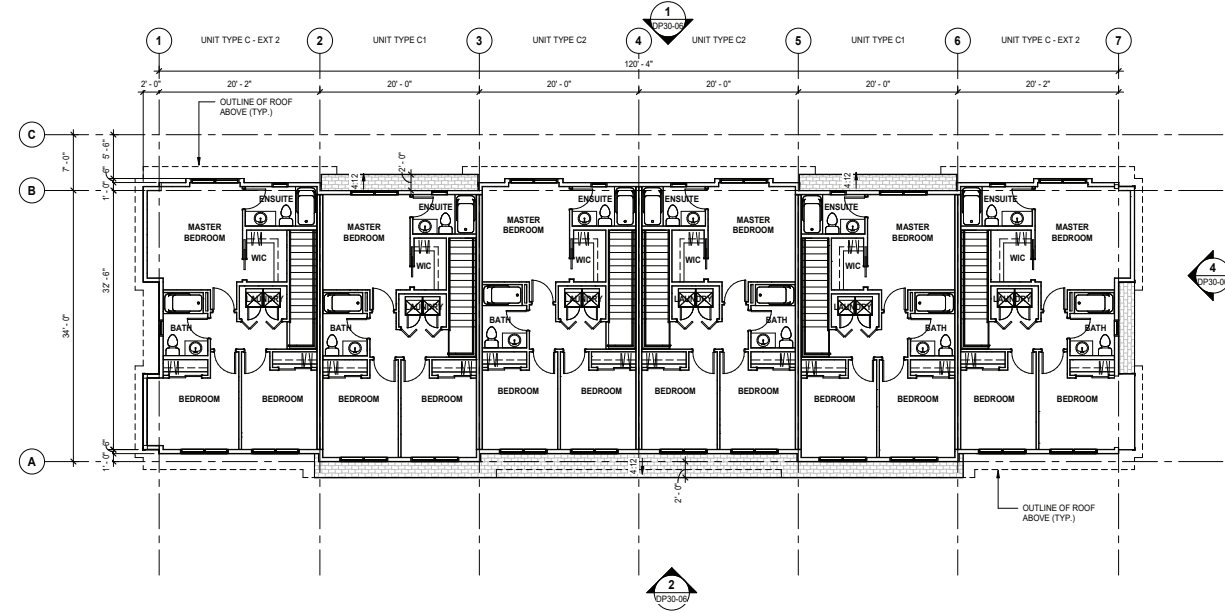 1
DP30-06
1
UNIT TYPE C - EXT 2
2
UNIT TYPE C1
3
UNIT TYPE C2
4
UNIT TYPE C2
5
UNIT TYPE C1
6
UNIT TYPE C - EXT 2
7
120' - 4"
2' - 0"
20' - 2"
20' - 0"
20' - 0"
20' - 0"
20' - 0"
20' - 2"
OUTLINE OF ROOF
ABOVE (TYP.)
C
7' - 0"
5' - 6"
2' - 0"
4:12
4:12
B
ENSUITE
ENSUITE
ENSUITE
ENSUITE
ENSUITE
ENSUITE
MASTER
BEDROOM
MASTER
BEDROOM
MASTER
BEDROOM
MASTER
BEDROOM
MASTER
BEDROOM
MASTER
BEDROOM
WIC
WIC
WIC
WIC
WIC
WIC
4
32' - 6"
34' - 0"
LAUNDRY
LAUNDRY
LAUNDRY
LAUNDRY
LAUNDRY
LAUNDRY
BATH
BATH
BATH
BATH
BATH
BATH
BEDROOM
BEDROOM
BEDROOM
BEDROOM
BEDROOM
BEDROOM
BEDROOM
BEDROOM
BEDROOM
BEDROOM
BEDROOM
BEDROOM
A
4:12
2' - 0"
OUTLINE OF ROOF
ABOVE (TYP.)
2
DP30-06